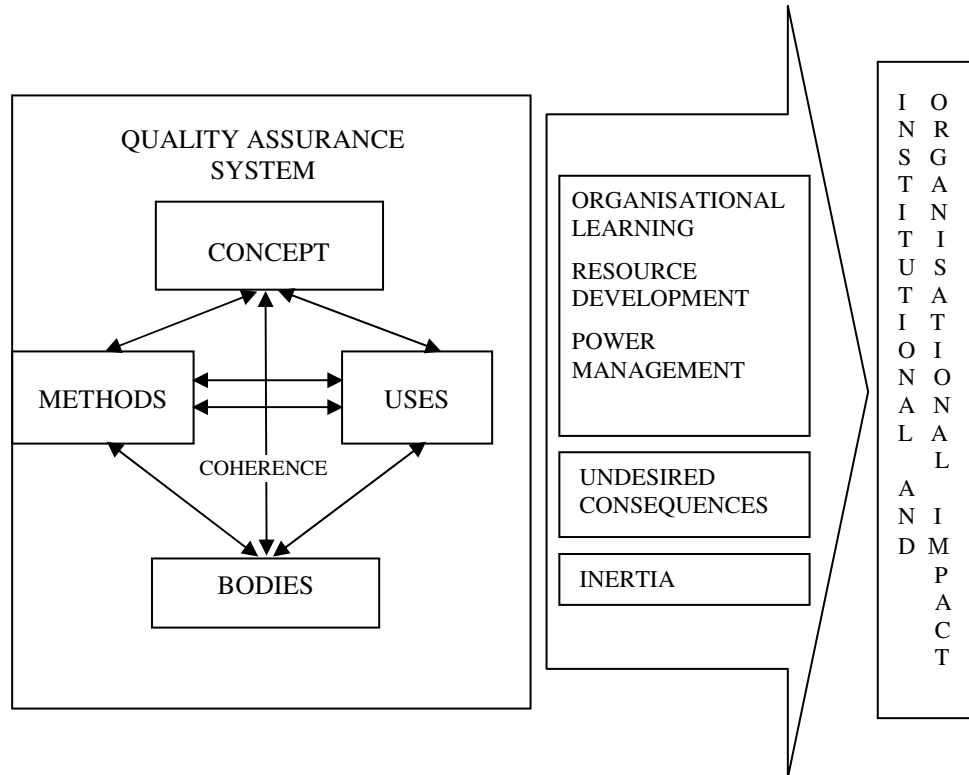 QUALITY ASSURANCE
SYSTEM
CONCEPT
METHODS
USES
COHERENCE
BODIES
ORGANISATIONAL
LEARNING
RESOURCE
DEVELOPMENT
POWER
MANAGEMENT
UNDESIRED
CONSEQUENCES
INERTIA
INSTITUTIONAL AND
ORGANISATIONAL IMPACT